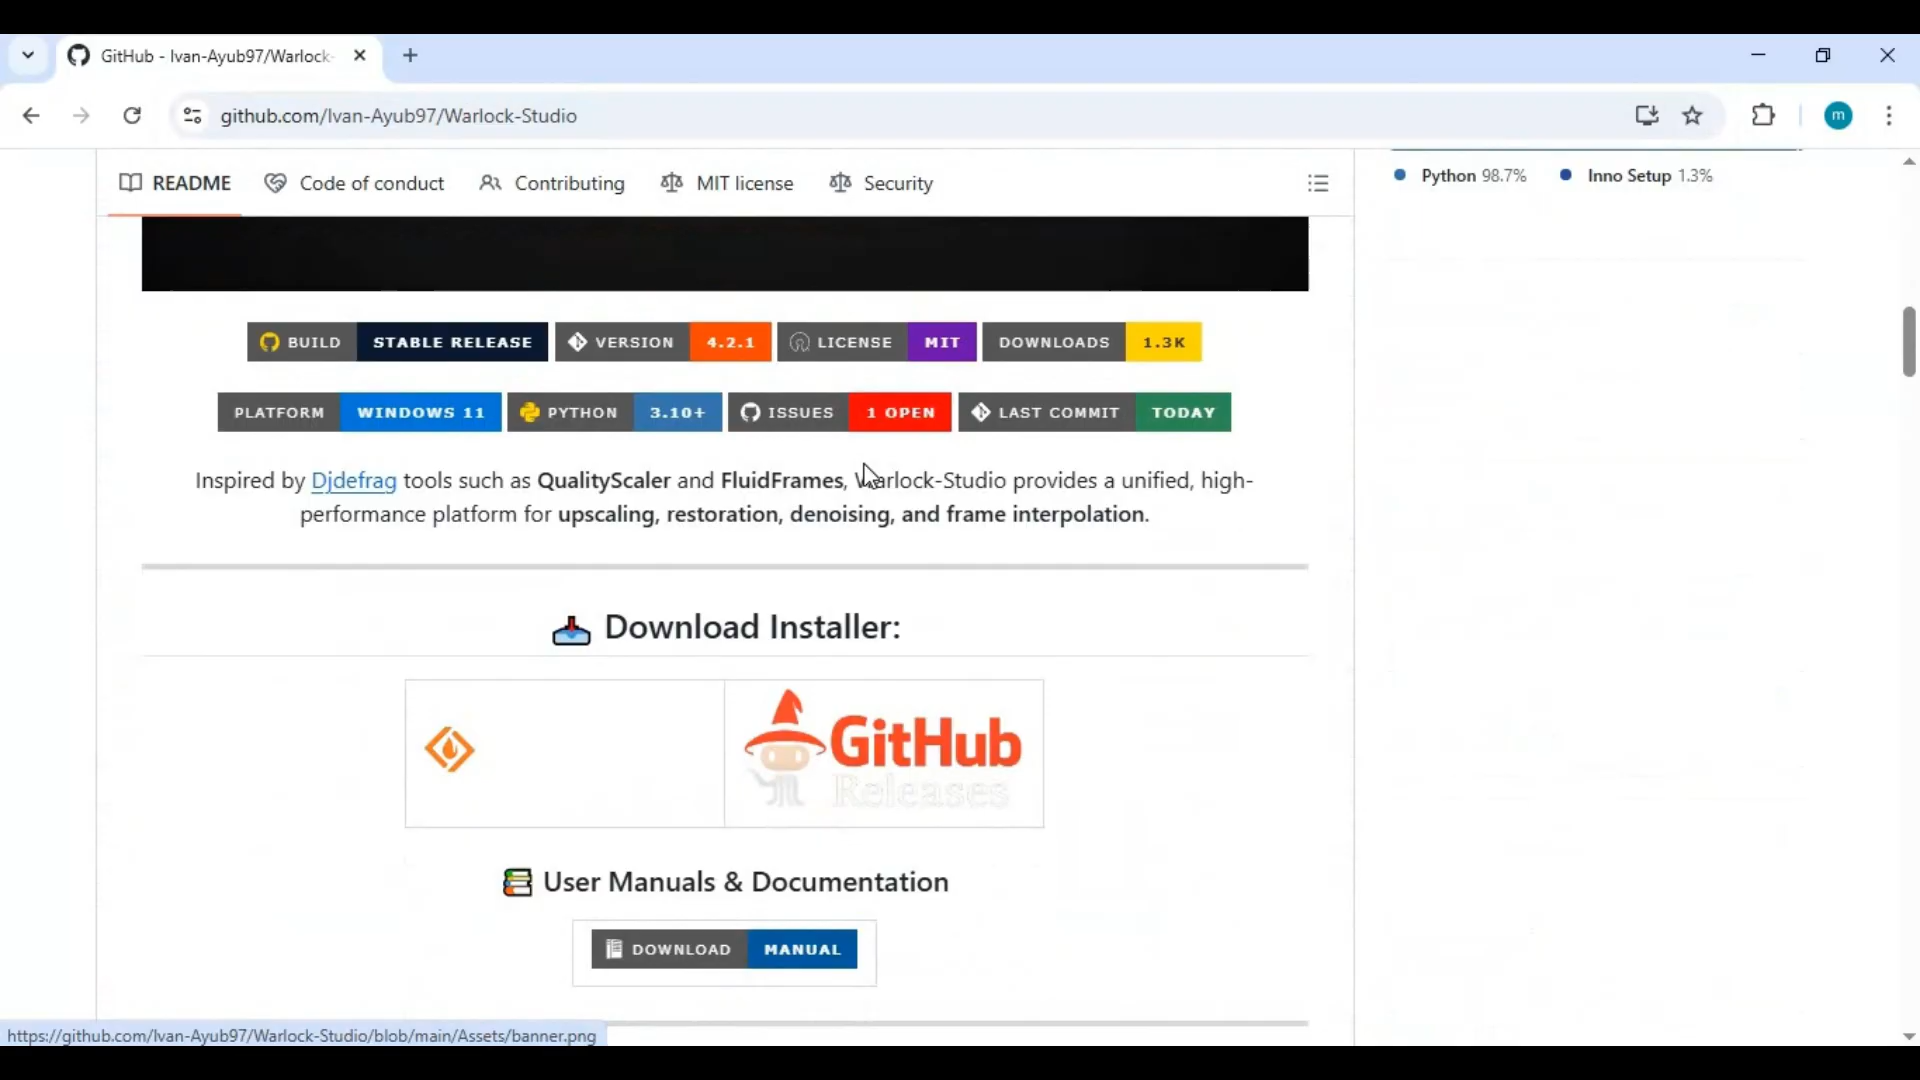 GitHub - Ivan-Ayub97/Warlock-
github.com/Ivan-Ayub97/Warlock-Studio
m
README Code of conduct Contributing MIT license Security
Python 98.7% Inno Setup 1.3%
BUILD STABLE RELEASE VERSION 4.2.1 LICENSE MIT DOWNLOADS 1.3K
PLATFORM WINDOWS 11 PYTHON 3.10+ ISSUES 1 OPEN LAST COMMIT TODAY
Inspired by Djdefrag tools such as QualityScaler and FluidFrames, Warlock-Studio provides a unified, high-
performance platform for upscaling, restoration, denoising, and frame interpolation.
Download Installer:
GitHub
Releases
User Manuals & Documentation
DOWNLOAD MANUAL
https://github.com/Ivan-Ayub97/Warlock-Studio/blob/main/Assets/banner.png